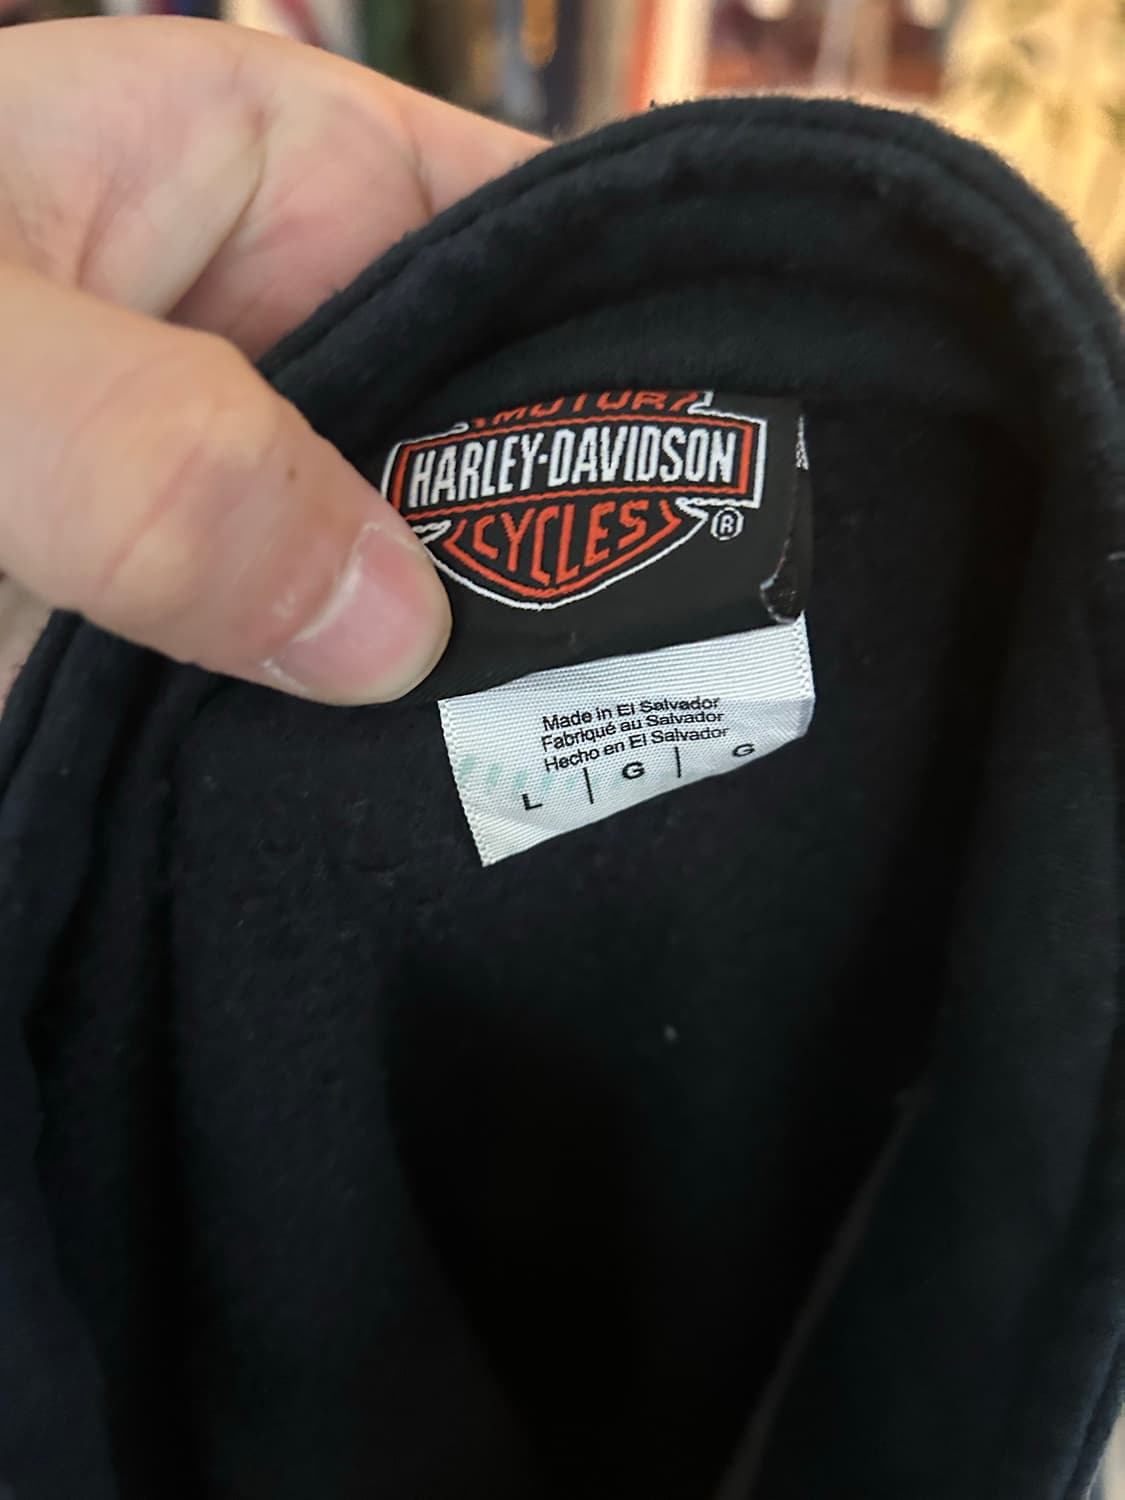 MOTOR
HARLEY-DAVIDSON
CYCLES
®
Made in El Salvador
Fabriqué au Salvador
Hecho en El Salvador
L | G | G